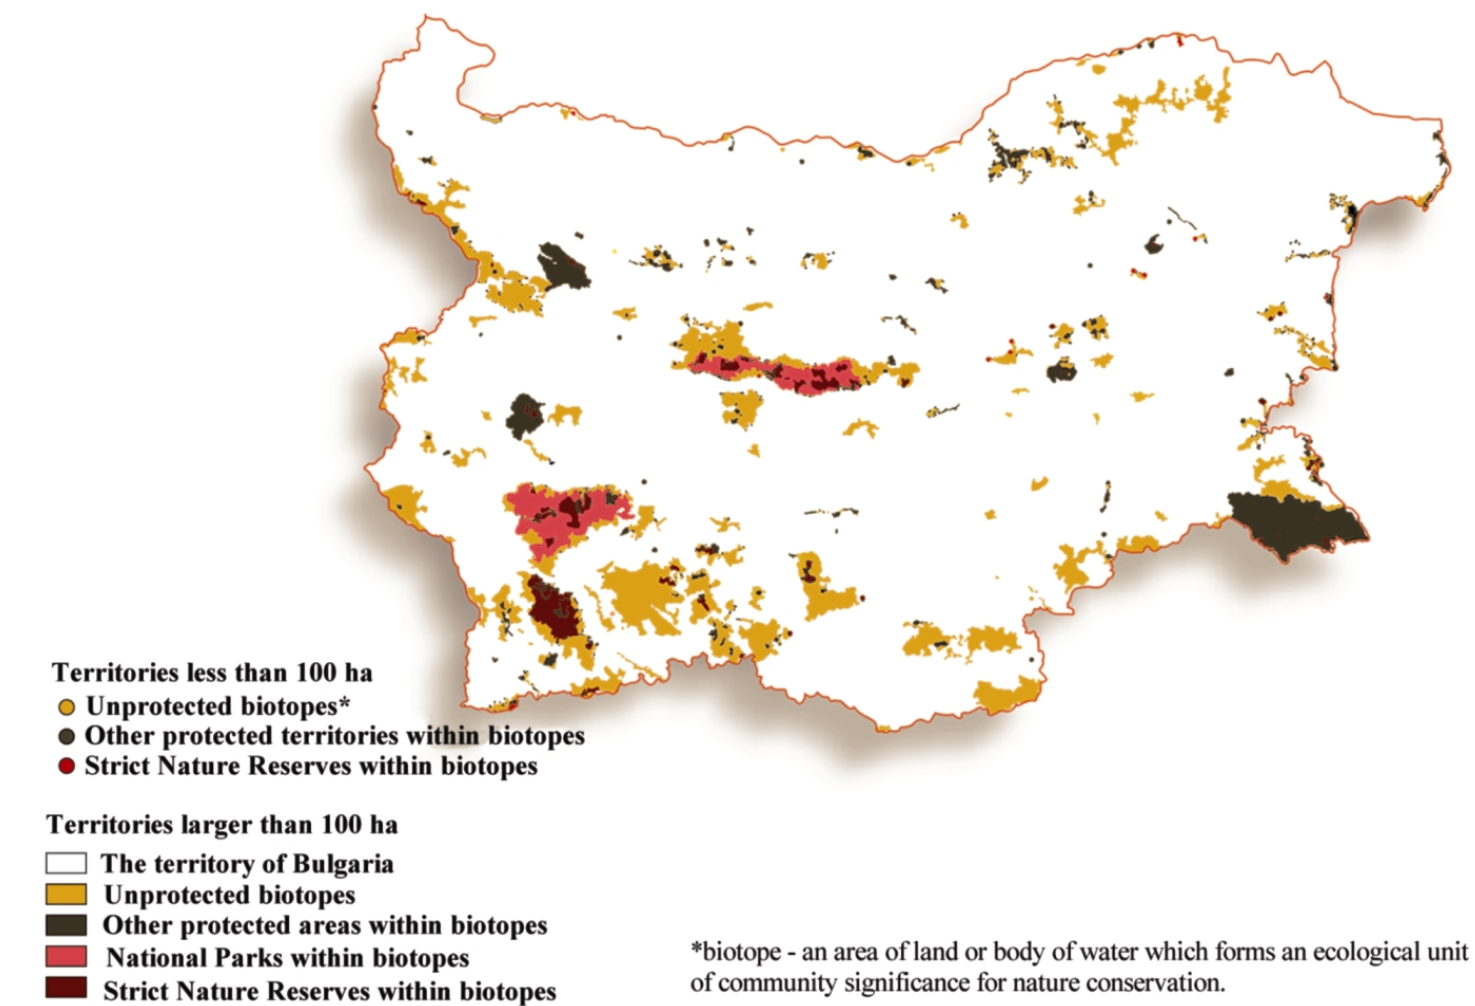 Territories less than 100 ha
Unprotected biotopes*
Other protected territories within biotopes
Strict Nature Reserves within biotopes
Territories larger than 100 ha
The territory of Bulgaria
Unprotected biotopes
Other protected areas within biotopes
National Parks within biotopes
Strict Nature Reserves within biotopes
*biotope - an area of land or body of water which forms an ecological unit
of community significance for nature conservation.